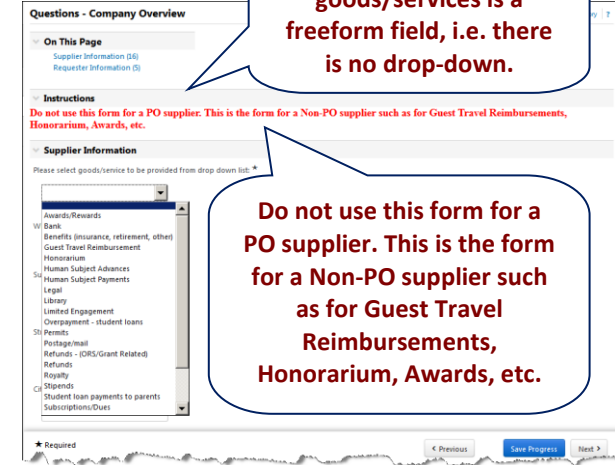 Questions - Company Overview
goods/services is a
freeform field, i.e. there
is no drop-down.
?
On This Page
Supplier Information (16)
Requester Information (5)
Instructions
Do not use this form for a PO supplier. This is the form for a Non-PO supplier such as for Guest Travel Reimbursements,
Honorarium, Awards, etc.
Supplier Information
Please select goods/service to be provided from drop down list: ★
Awards/Rewards
Bank
Benefits (insurance, retirement, other)
Guest Travel Reimbursement
Honorarium
Human Subject Advances
Human Subject Payments
Legal
Library
Limited Engagement
Overpayment - student loans
Permits
Postage/mail
Refunds - (ORS/Grant Related)
Refunds
Royalty
Stipends
Student loan payments to parents
Subscriptions/Dues
Do not use this form for a
PO supplier. This is the form
for a Non-PO supplier such
as for Guest Travel
Reimbursements,
Honorarium, Awards, etc.
★ Required
< Previous
Save Progress
Next >